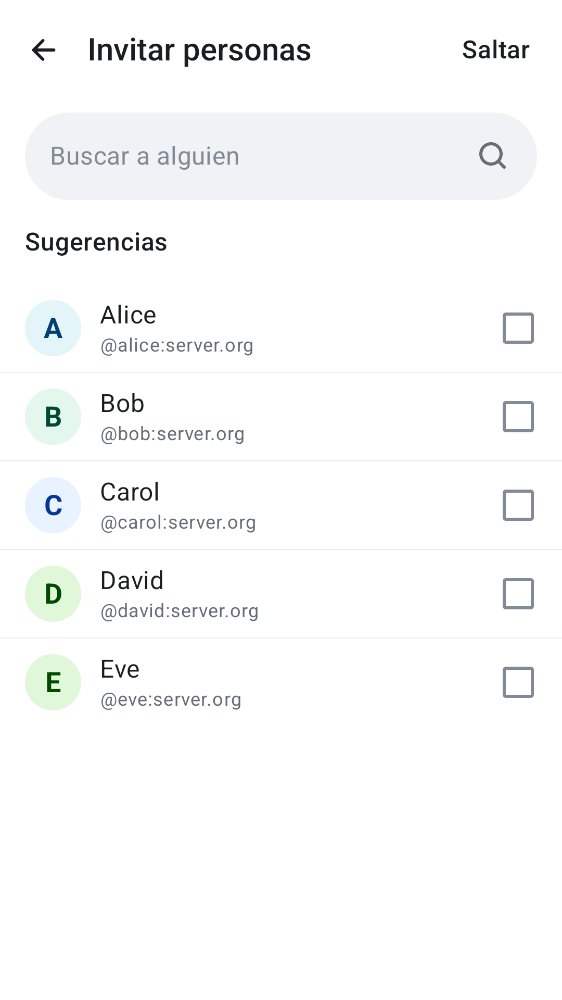 Invitar personas
Saltar
Buscar a alguien
Sugerencias
A
Alice
@alice:server.org
B
Bob
@bob:server.org
C
Carol
@carol:server.org
D
David
@david:server.org
E
Eve
@eve:server.org